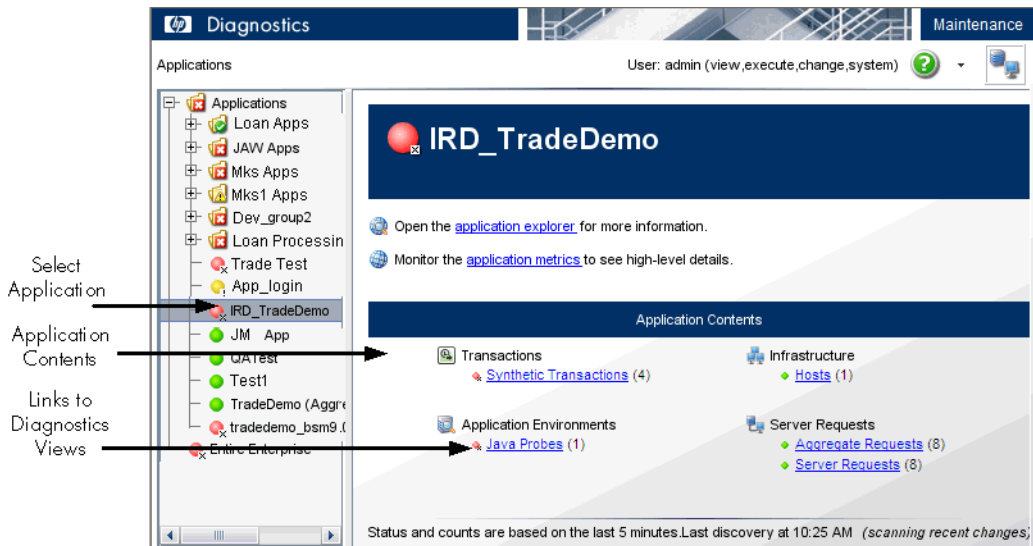 hp Diagnostics
Maintenance
Applications
User: admin (view,execute,change,system)
Applications
Loan Apps
JAW Apps
Mks Apps
Mks1 Apps
Dev_group2
Loan Processin
Trade Test
App_login
IRD_TradeDemo
JM App
QATest
Test1
TradeDemo (Aggre
tradedemo_bsm9.0
Entire Enterprise
Select
Application
Application
Contents
Links to
Diagnostics
Views
IRD_TradeDemo
Open the application explorer for more information.
Monitor the application metrics to see high-level details.
Application Contents
Transactions
Synthetic Transactions (4)
Infrastructure
Hosts (1)
Application Environments
Java Probes (1)
Server Requests
Aggregate Requests (8)
Server Requests (8)
Status and counts are based on the last 5 minutes.Last discovery at 10:25 AM (scanning recent changes)